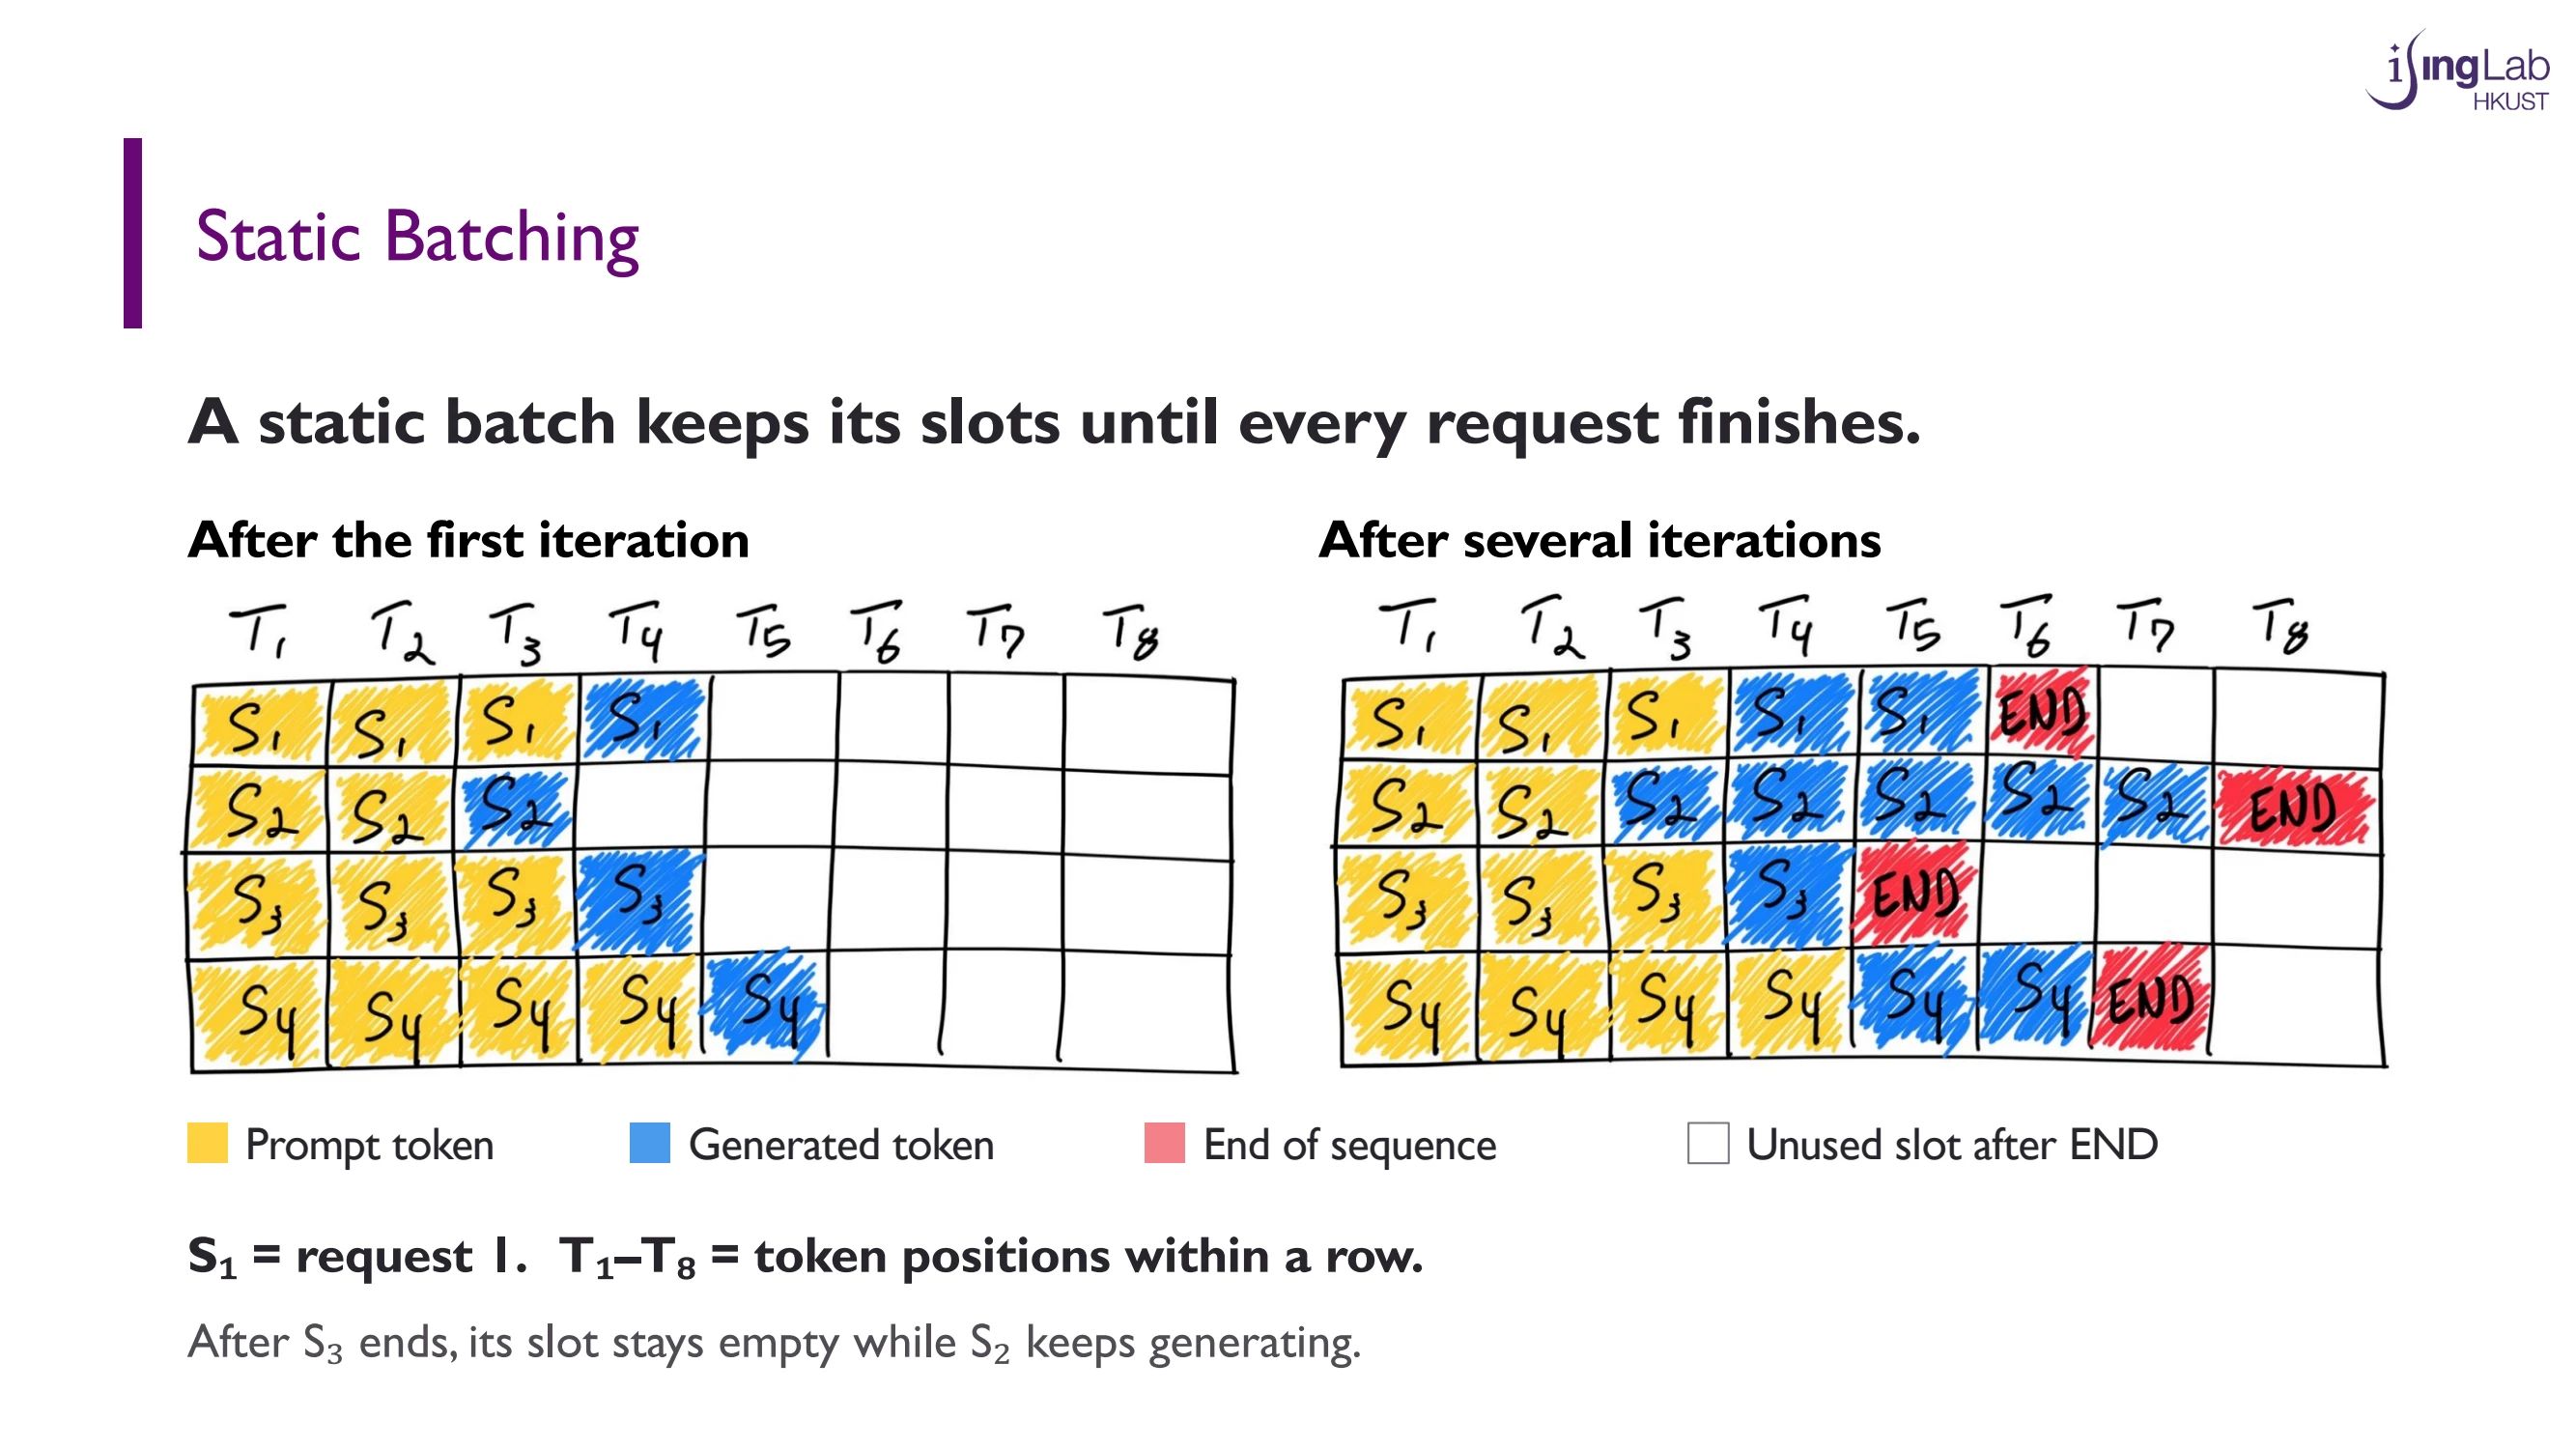 iSingLab
HKUST
Static Batching
A static batch keeps its slots until every request finishes.
After the first iteration
T₁ T₂ T₃ T₄ T₅ T₆ T₇ T₈
S₁ S₁ S₁ S₁
S₂ S₂ S₂
S₃ S₃ S₃ S₃
S₄ S₄ S₄ S₄ S₄
After several iterations
T₁ T₂ T₃ T₄ T₅ T₆ T₇ T₈
S₁ S₁ S₁ S₁ S₁ END
S₂ S₂ S₂ S₂ S₂ S₂ S₂ END
S₃ S₃ S₃ S₃ END
S₄ S₄ S₄ S₄ S₄ S₄ END
Prompt token Generated token End of sequence Unused slot after END
S₁ = request 1. T₁–T₈ = token positions within a row.
After S₃ ends, its slot stays empty while S₂ keeps generating.